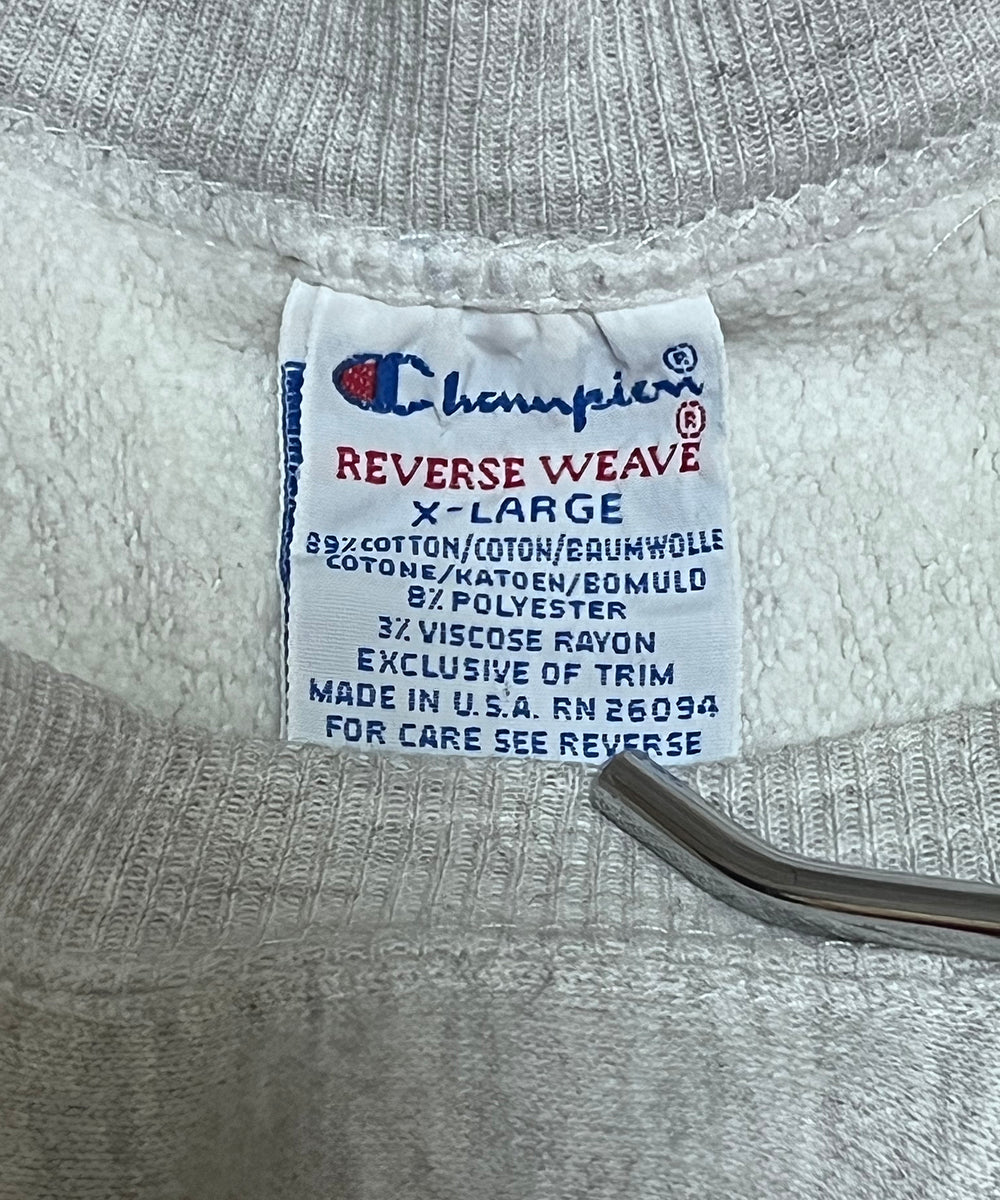 Champion®
REVERSE WEAVE®
X-LARGE
89% COTTON/COTON/BAUMWOLLE
COTONE/KATOEN/BOMULD
8% POLYESTER
3% VISCOSE RAYON
EXCLUSIVE OF TRIM
MADE IN U.S.A. RN 26094
FOR CARE SEE REVERSE